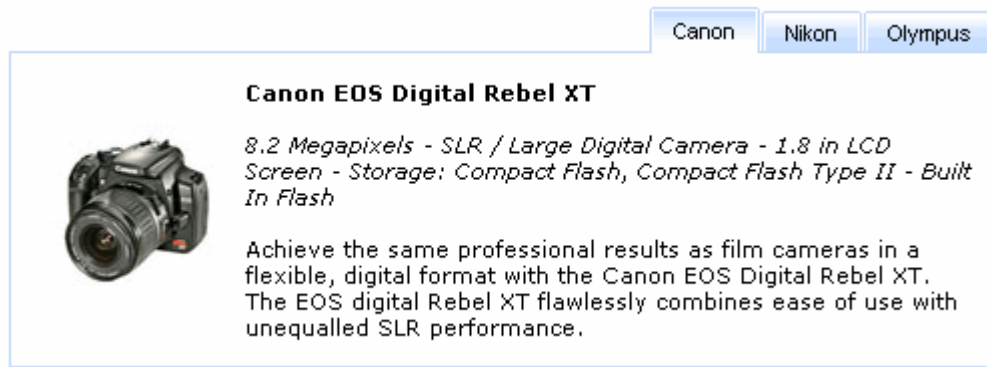 Canon Nikon Olympus
Canon EOS Digital Rebel XT
8.2 Megapixels - SLR / Large Digital Camera - 1.8 in LCD
Screen - Storage: Compact Flash, Compact Flash Type II - Built
In Flash
Achieve the same professional results as film cameras in a
flexible, digital format with the Canon EOS Digital Rebel XT.
The EOS digital Rebel XT flawlessly combines ease of use with
unequalled SLR performance.
Canon